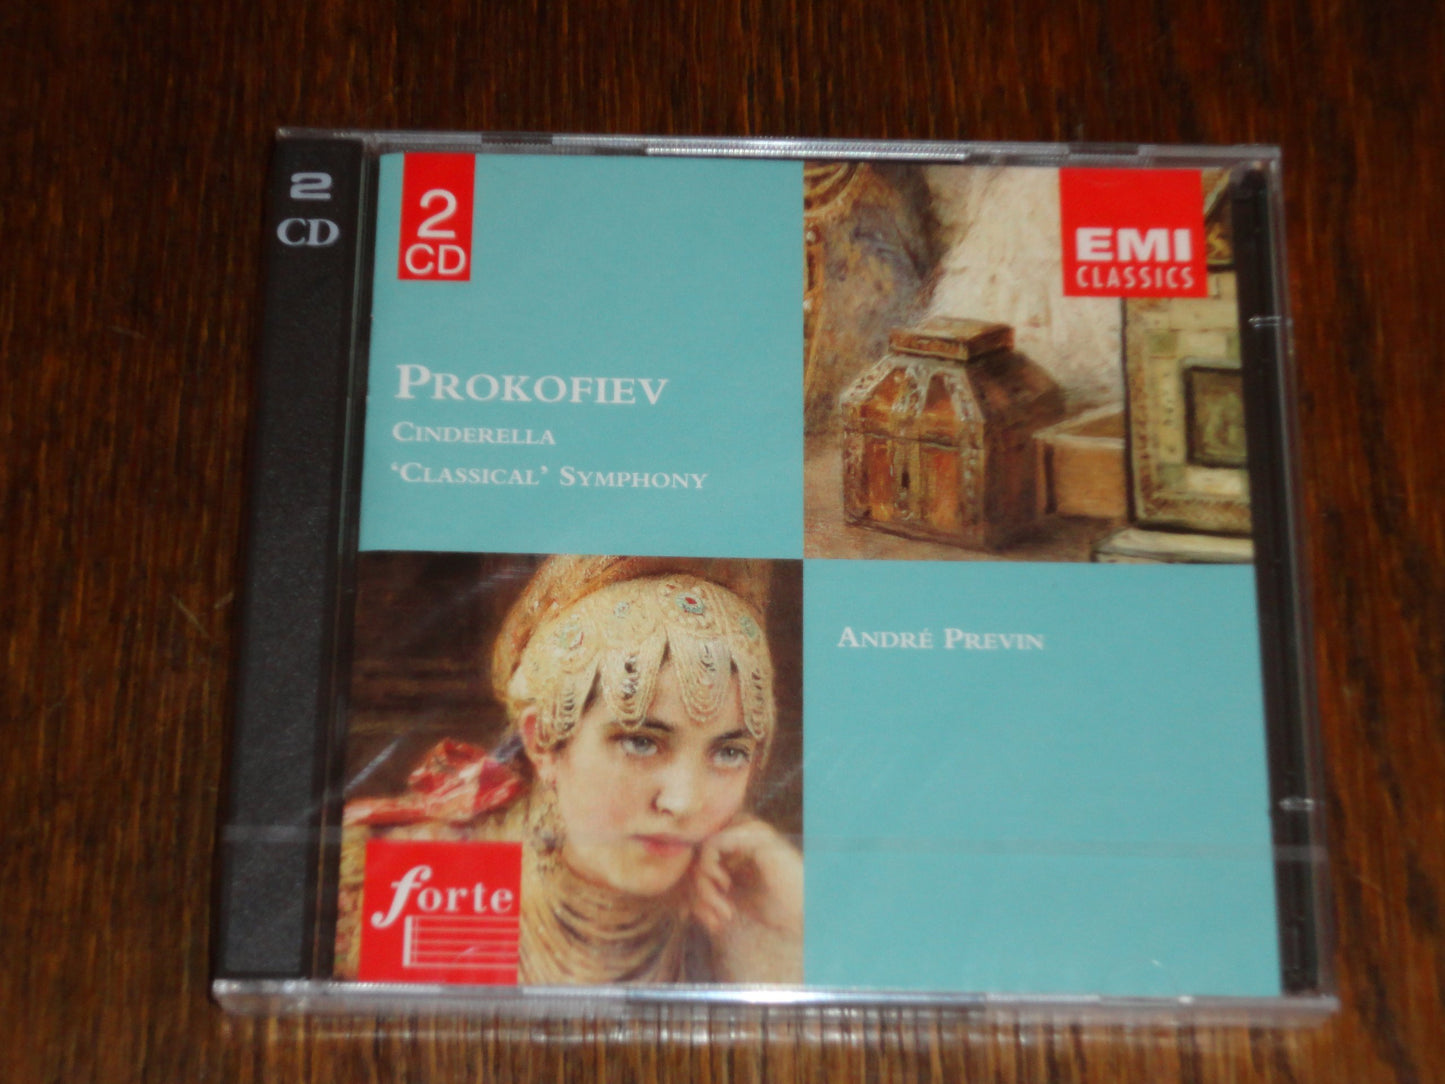 2
CD
2
CD
EMI
CLASSICS
PROKOFIEV
CINDERELLA
‘CLASSICAL’ SYMPHONY
ANDRÉ PREVIN
forte